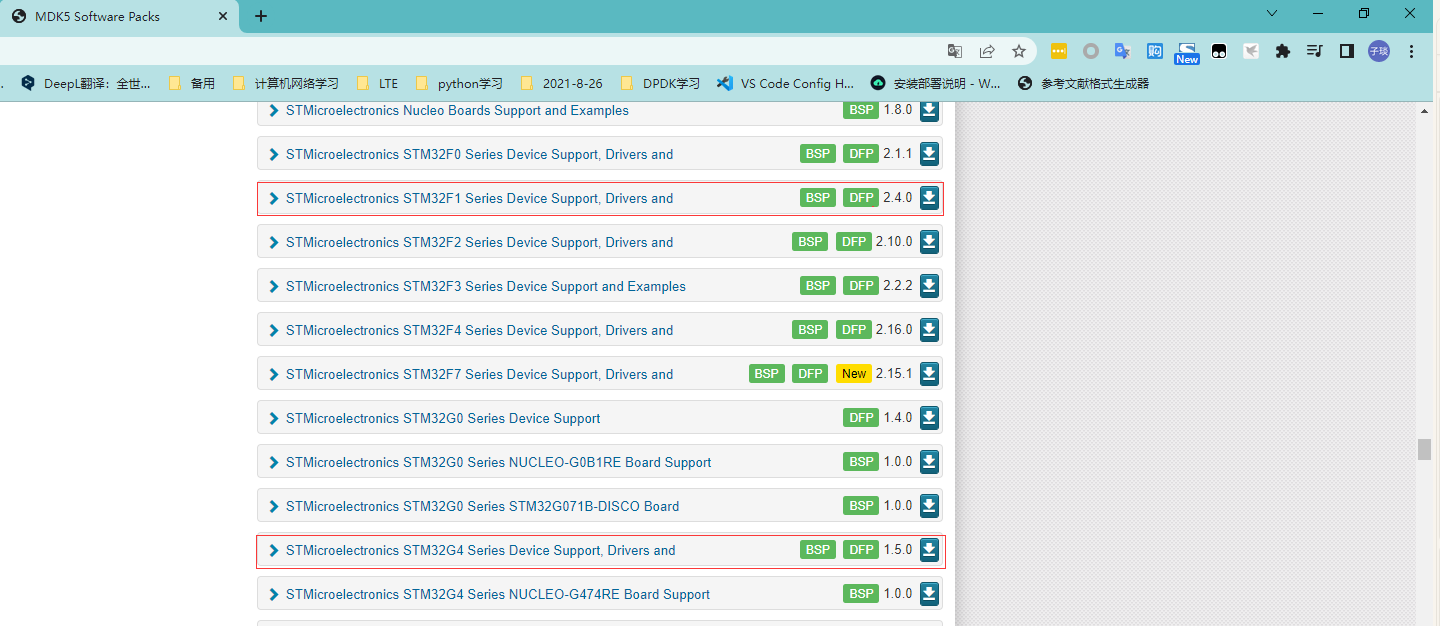 MDK5 Software Packs
New
子琰
DeepL翻译：全世... 备用 计算机网络学习 LTE python学习 2021-8-26 DPDK学习 VS Code Config H... 安装部署说明 - W... 参考文献格式生成器
STMicroelectronics Nucleo Boards Support and Examples BSP 1.8.0
STMicroelectronics STM32F0 Series Device Support, Drivers and BSP DFP 2.1.1
STMicroelectronics STM32F1 Series Device Support, Drivers and BSP DFP 2.4.0
STMicroelectronics STM32F2 Series Device Support, Drivers and BSP DFP 2.10.0
STMicroelectronics STM32F3 Series Device Support and Examples BSP DFP 2.2.2
STMicroelectronics STM32F4 Series Device Support, Drivers and BSP DFP 2.16.0
STMicroelectronics STM32F7 Series Device Support, Drivers and BSP DFP New 2.15.1
STMicroelectronics STM32G0 Series Device Support DFP 1.4.0
STMicroelectronics STM32G0 Series NUCLEO-G0B1RE Board Support BSP 1.0.0
STMicroelectronics STM32G0 Series STM32G071B-DISCO Board BSP 1.0.0
STMicroelectronics STM32G4 Series Device Support, Drivers and BSP DFP 1.5.0
STMicroelectronics STM32G4 Series NUCLEO-G474RE Board Support BSP 1.0.0